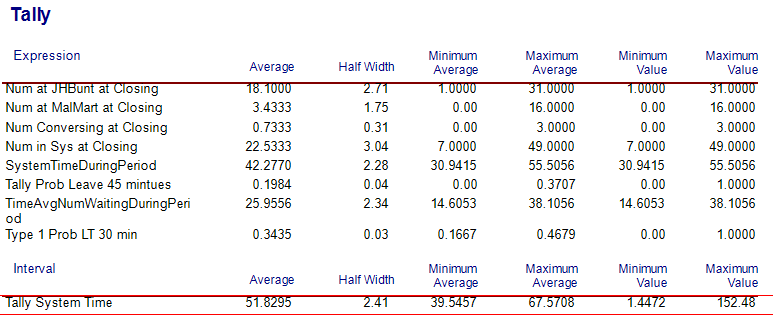 Tally
Expression Average Half Width Minimum Average Maximum Average Minimum Value Maximum Value
Num at JHBunt at Closing 18.1000 2.71 1.0000 31.0000 1.0000 31.0000
Num at MalMart at Closing 3.4333 1.75 0.00 16.0000 0.00 16.0000
Num Conversing at Closing 0.7333 0.31 0.00 3.0000 0.00 3.0000
Num in Sys at Closing 22.5333 3.04 7.0000 49.0000 7.0000 49.0000
SystemTimeDuringPeriod 42.2770 2.28 30.9415 55.5056 30.9415 55.5056
Tally Prob Leave 45 mintues 0.1984 0.04 0.00 0.3707 0.00 1.0000
TimeAvgNumWaitingDuringPeri 25.9556 2.34 14.6053 38.1056 14.6053 38.1056
od
Type 1 Prob LT 30 min 0.3435 0.03 0.1667 0.4679 0.00 1.0000
Interval Average Half Width Minimum Average Maximum Average Minimum Value Maximum Value
Tally System Time 51.8295 2.41 39.5457 67.5708 1.4472 152.48